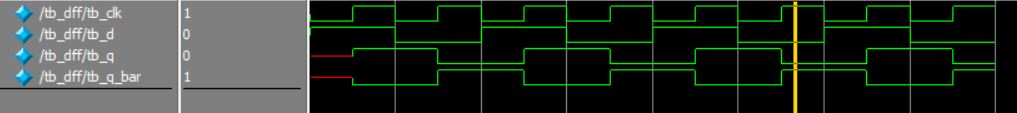 /tb_dff/tb_clk 1
/tb_dff/tb_d 0
/tb_dff/tb_q 0
/tb_dff/tb_q_bar 1